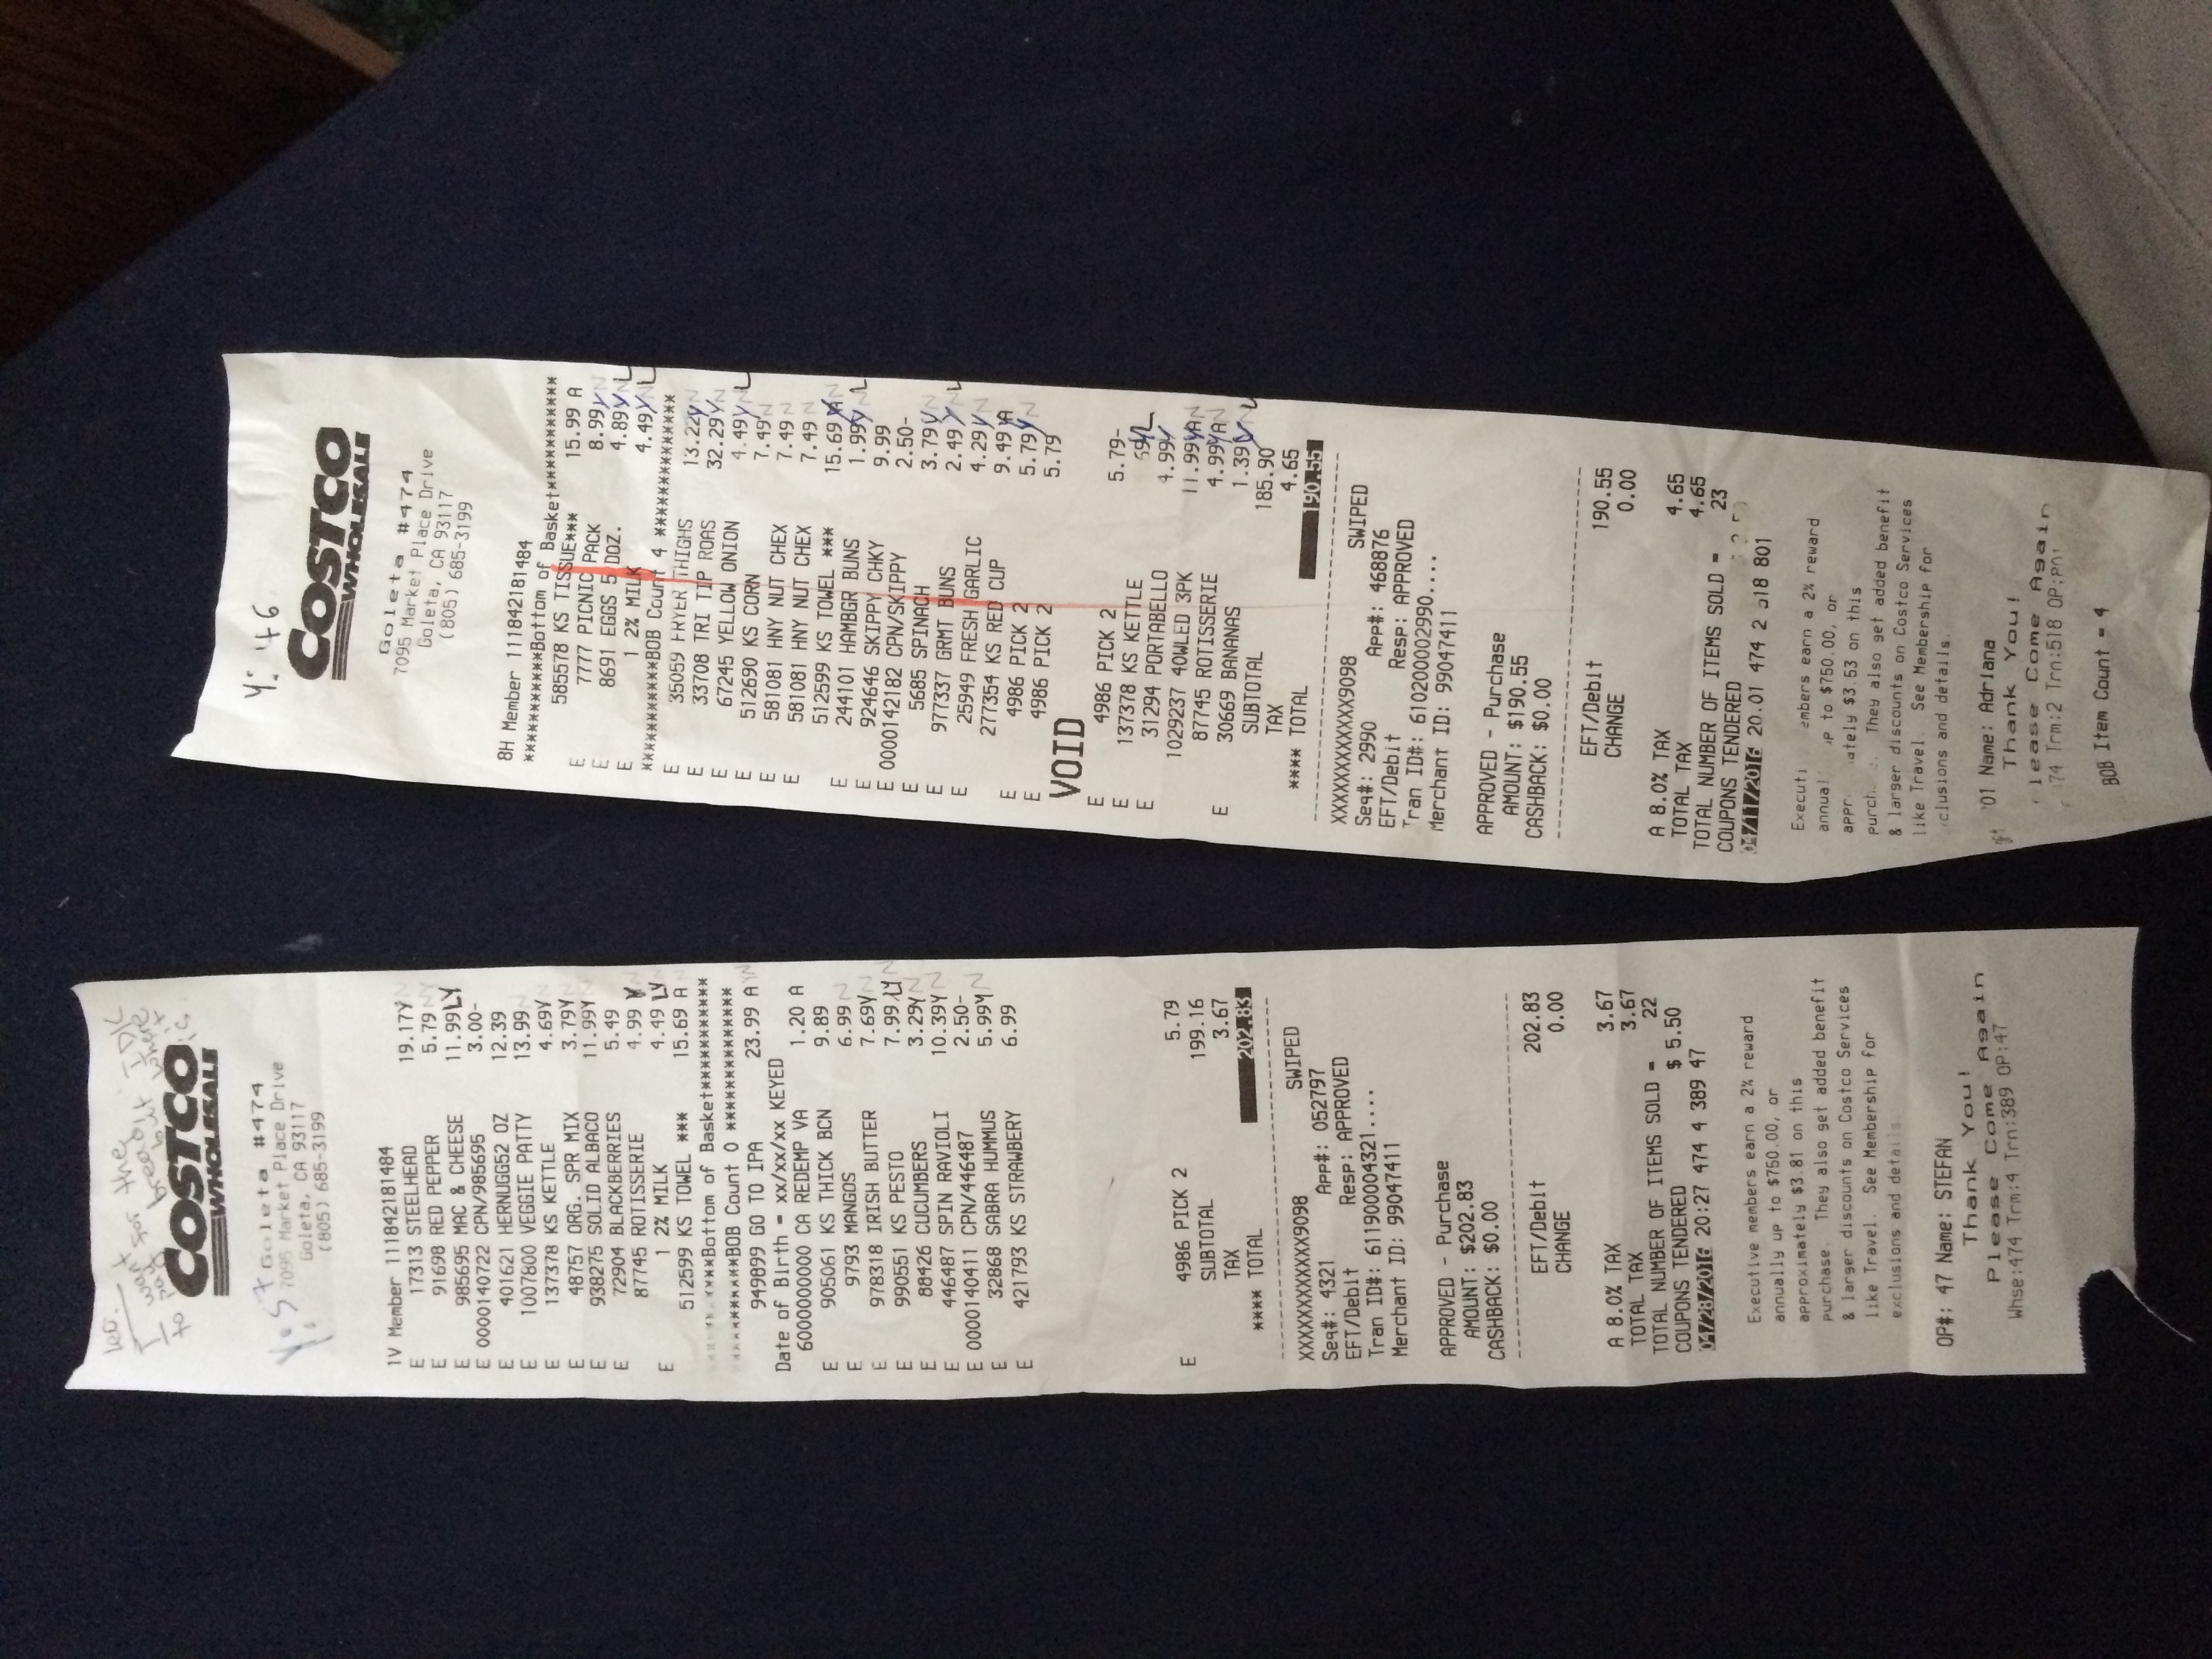 Leo:
I want
to pay for the
bread, but IDK
where it is.
COSTCO
WHOLESALE
Y: 57
Goleta #474
7095 Market Place Drive
Goleta, CA 93117
(805) 685-3199
1V Member 111842181484
E 17313 STEELHEAD 19.17Y N
E 91698 RED PEPPER 5.79 N
E 985695 MAC & CHEESE 11.99LY
E 0000140722 CPN/985695 3.00-
E 401621 HERNUGG52 OZ 12.39
E 1007800 VEGGIE PATTY 13.99 N
E 137378 KS KETTLE 4.69Y N
E 48757 ORG. SPR MIX 3.79Y N
E 938275 SOLID ALBACO 11.99Y N
E 72904 BLACKBERRIES 5.49
87745 ROTISSERIE 4.99 Y N
E 1 2% MILK 4.49 LY
512599 KS TOWEL *** 15.69 A
****Bottom of Basket***********
**********BOB Count 0 **************
949899 GO TO IPA 23.99 A YN
Date of Birth = xx/xx/xx KEYED
6000000000 CA REDEMP VA 1.20 A
E 905061 KS THICK BCN 9.89
E 9793 MANGOS 6.99 N
E 978318 IRISH BUTTER 7.69Y N
E 990551 KS PESTO 7.99 LY N
E 88426 CUCUMBERS 3.29Y N
E 446487 SPIN RAVIOLI 10.39Y N
E 0000140411 CPN/446487 2.50-
E 32868 SABRA HUMMUS 5.99Y N
E 421793 KS STRAWBERY 6.99
E 4986 PICK 2 5.79
SUBTOTAL 199.16
TAX 3.67
**** TOTAL 202.83
XXXXXXXXXXXX9098 SWIPED
Seq#: 4321 App#: 052797
EFT/Debit Resp: APPROVED
Tran ID#: 611900004321....
Merchant ID: 99047411
APPROVED - Purchase
AMOUNT: $202.83
CASHBACK: $0.00
EFT/Debit 202.83
CHANGE 0.00
A 8.0% TAX 3.67
TOTAL TAX 3.67
TOTAL NUMBER OF ITEMS SOLD = 22
COUPONS TENDERED $ 5.50
04/28/2016 20:27 474 4 389 47
Executive members earn a 2% reward
annually up to $750.00, or
approximately $3.81 on this
purchase. They also get added benefit
& larger discounts on Costco Services
like Travel. See Membership for
exclusions and details
OP#: 47 Name: STEFAN
Thank You!
Please Come Again
Whse:474 Trm:4 Trn:389 OP:47
Y: 46
COSTCO
WHOLESALE
Goleta #474
7095 Market Place Drive
Goleta, CA 93117
(805) 685-3199
8H Member 111842181484
***********Bottom of Basket***********
585578 KS TISSUE*** 15.99 A
E 7777 PICNIC PACK 8.99Y N
E 8691 EGGS 5 DOZ. 4.89Y N L
E 1 2% MILK 4.49Y N L
***********BOB Count 4 **************
E 35059 FRYER THIGHS 13.22Y N
E 33708 TRI TIP ROAS 32.29Y N
E 67245 YELLOW ONION 4.49Y N L
E 512690 KS CORN 7.49 N
E 581081 HNY NUT CHEX 7.49 N
E 581081 HNY NUT CHEX 7.49 N
512599 KS TOWEL *** 15.69 YA N
E 244101 HAMBGR BUNS 1.99Y N L
E 924646 SKIPPY CHKY 9.99
E 0000142182 CPN/SKIPPY 2.50-
E 5685 SPINACH 3.79Y N
E 977337 GRMT BUNS 2.49Y N L
E 25949 FRESH GARLIC 4.29Y N
277354 KS RED CUP 9.49 YA
E 4986 PICK 2 5.79Y N
E 4986 PICK 2 5.79
VOID
E 4986 PICK 2 5.79-
E 137378 KS KETTLE 69
E 31294 PORTABELLO 4.99Y
1029237 40WLED 3PK 11.99YA N
87745 ROTISSERIE 4.99YA N
E 30669 BANANAS 1.39Y N L
SUBTOTAL 185.90
TAX 4.65
**** TOTAL 190.55
XXXXXXXXXXXX9098 SWIPED
Seq#: 2990 App#: 468876
EFT/Debit Resp: APPROVED
Tran ID#: 610200002990....
Merchant ID: 99047411
APPROVED - Purchase
AMOUNT: $190.55
CASHBACK: $0.00
EFT/Debit 190.55
CHANGE 0.00
A 8.0% TAX 4.65
TOTAL TAX 4.65
TOTAL NUMBER OF ITEMS SOLD = 23
COUPONS TENDERED
04/11/2016 20.01 474 2 518 801
Executi embers earn a 2% reward
annual up to $750.00, or
appr ately $3.53 on this
purch They also get added benefit
& larger discounts on Costco Services
like Travel. See Membership for
clusions and details.
01 Name: Adriana
Thank You!
lease Come Again
74 Trm:2 Trn:518
BOB Item Count = 4